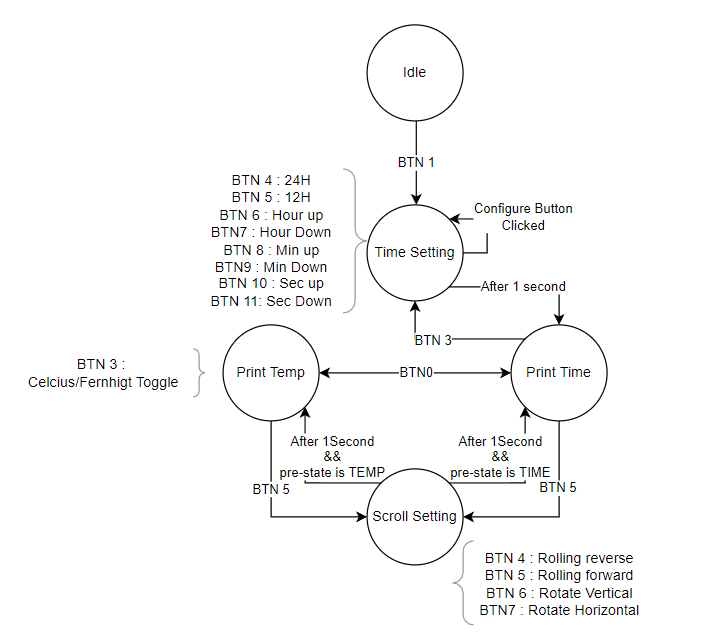 Idle
BTN 1
BTN 4 : 24H
BTN 5 : 12H
BTN 6 : Hour up
BTN7 : Hour Down
BTN 8 : Min up
BTN9 : Min Down
BTN 10 : Sec up
BTN 11: Sec Down
Time Setting
Configure Button
Clicked
After 1 second
BTN 3
BTN 3 :
Celcius/Fernhigt Toggle
Print Temp
BTN0
Print Time
After 1Second
&&
pre-state is TEMP
After 1Second
&&
pre-state is TIME
BTN 5
BTN 5
Scroll Setting
BTN 4 : Rolling reverse
BTN 5 : Rolling forward
BTN 6 : Rotate Vertical
BTN7 : Rotate Horizontal